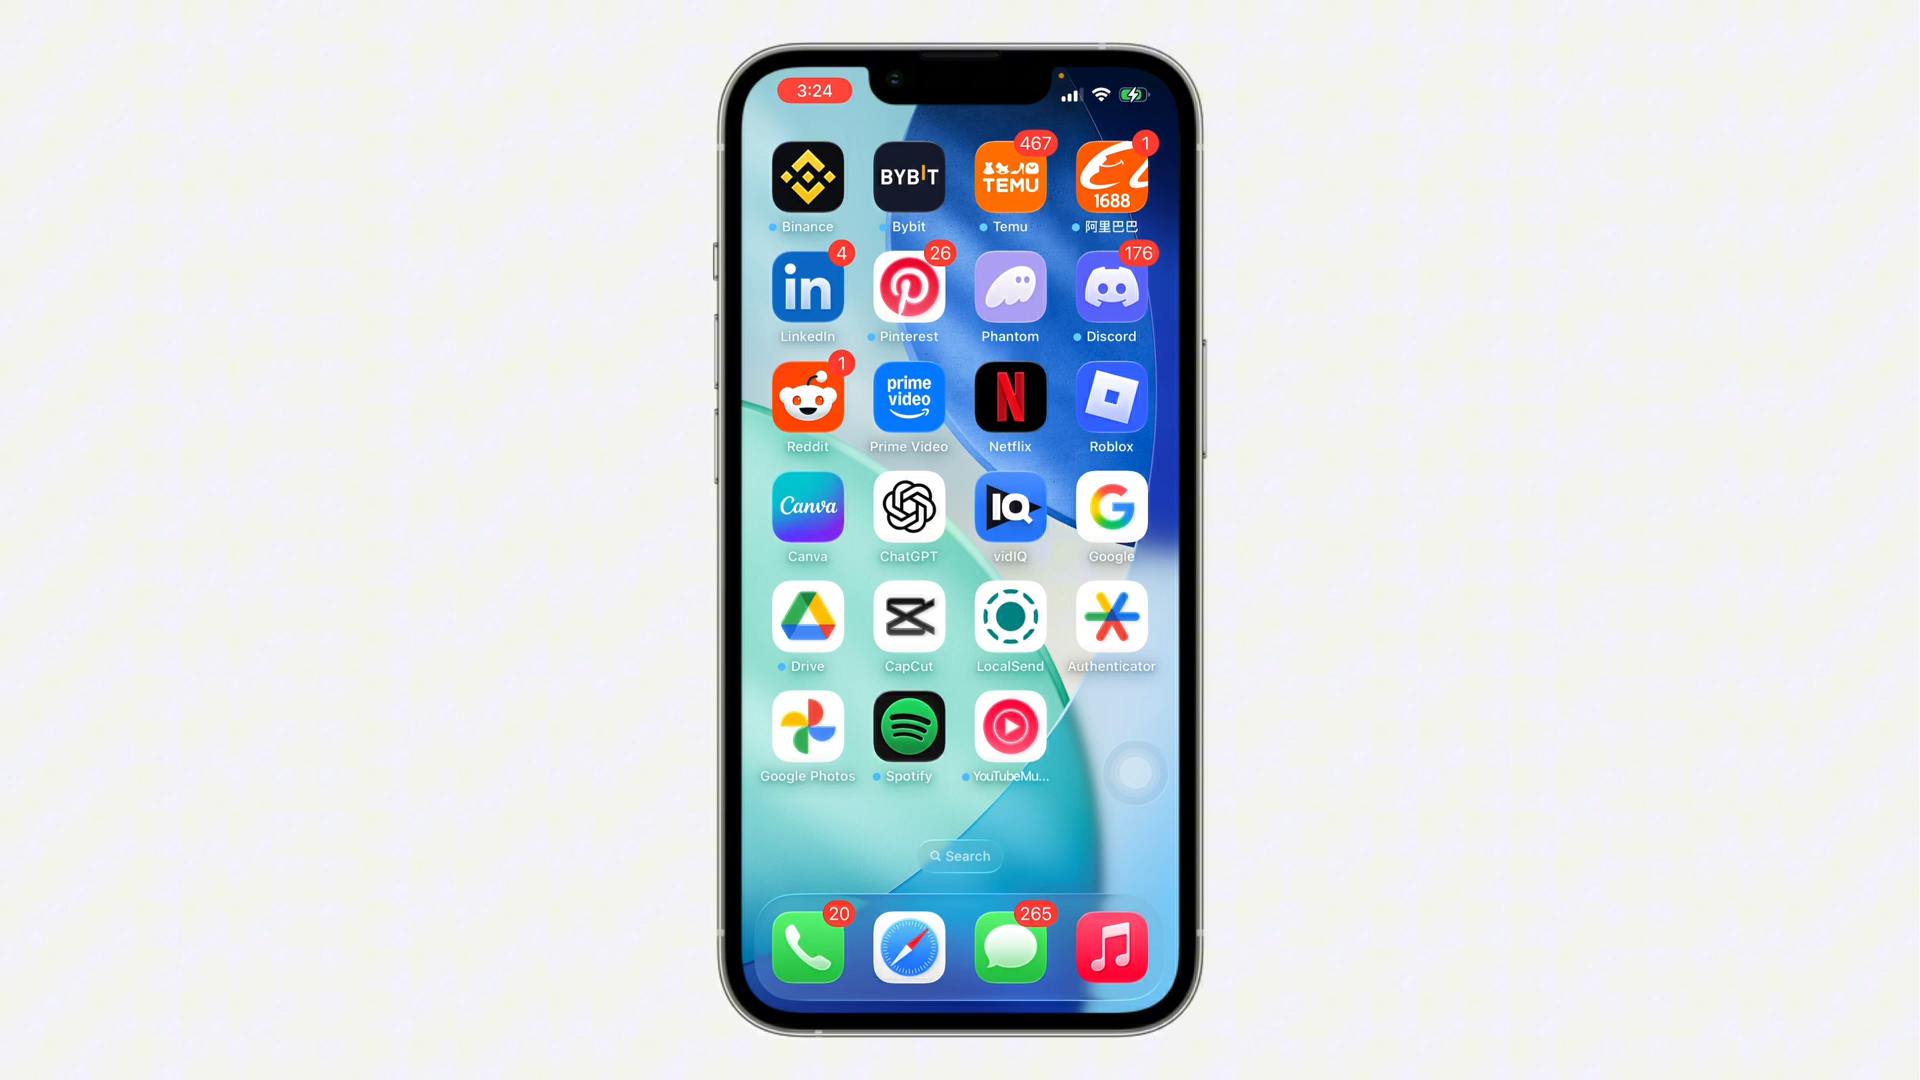 3:24
467
1
BYBIT
TEMU
1688
Binance
Bybit
Temu
阿里巴巴
4
26
176
in
LinkedIn
Pinterest
Phantom
Discord
1
prime
video
N
Reddit
Prime Video
Netflix
Roblox
Canva
IQ
G
Canva
ChatGPT
vidIQ
Google
Drive
CapCut
LocalSend
Authenticator
Google Photos
Spotify
YouTubeMu...
Search
20
265